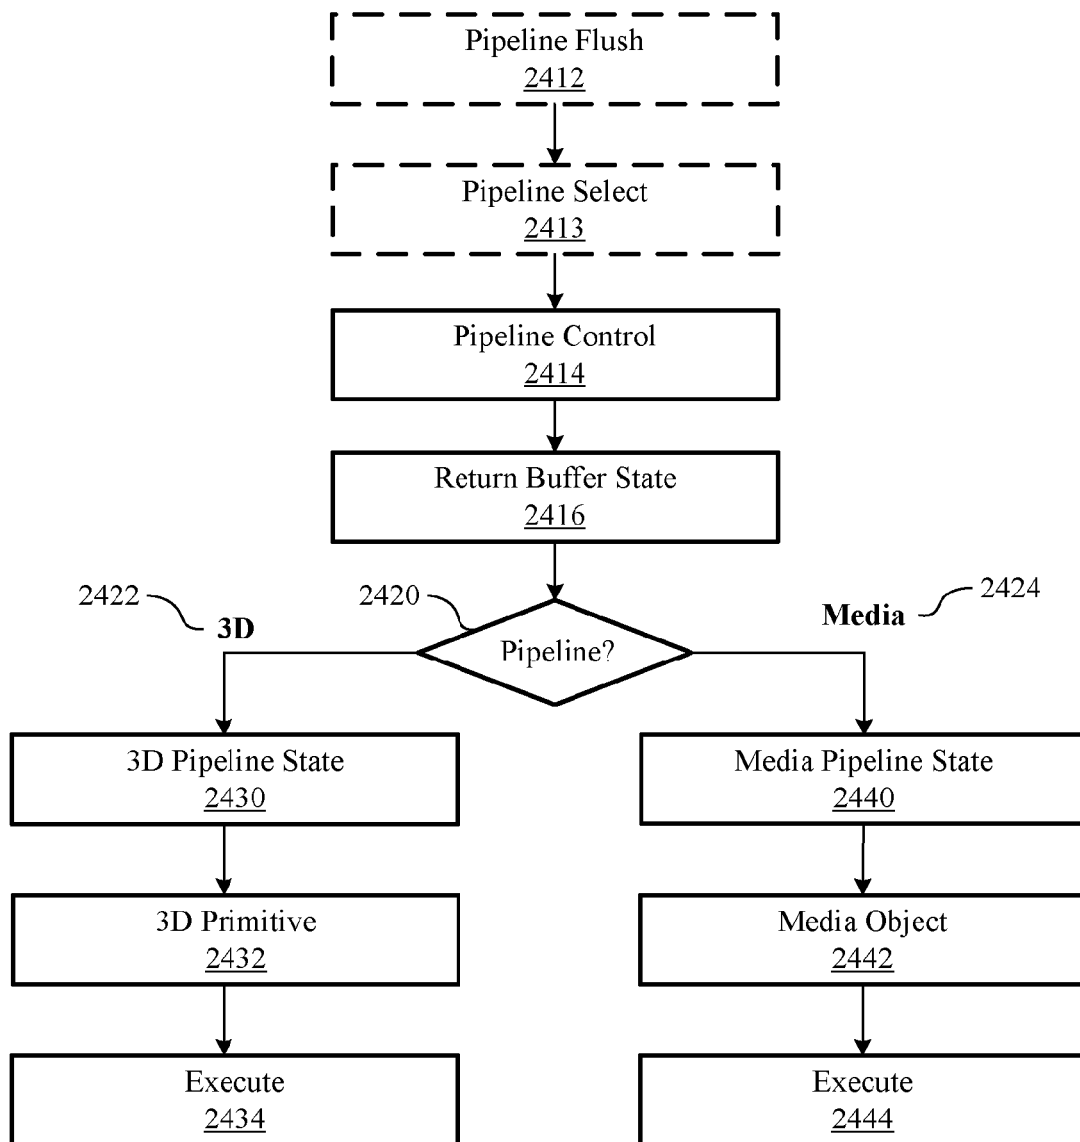 Pipeline Flush
2412
Pipeline Select
2413
Pipeline Control
2414
Return Buffer State
2416
2422
3D
2420
Pipeline?
Media
2424
3D Pipeline State
2430
Media Pipeline State
2440
3D Primitive
2432
Media Object
2442
Execute
2434
Execute
2444